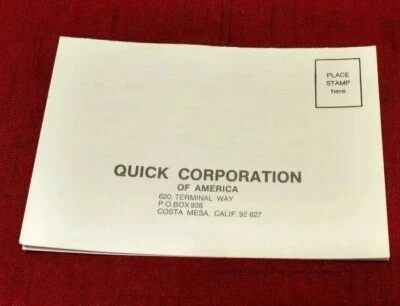 PLACE
STAMP
here
QUICK CORPORATION
OF AMERICA
620, TERMINAL WAY
P.O.BOX 938
COSTA MESA, CALIF. 92 627